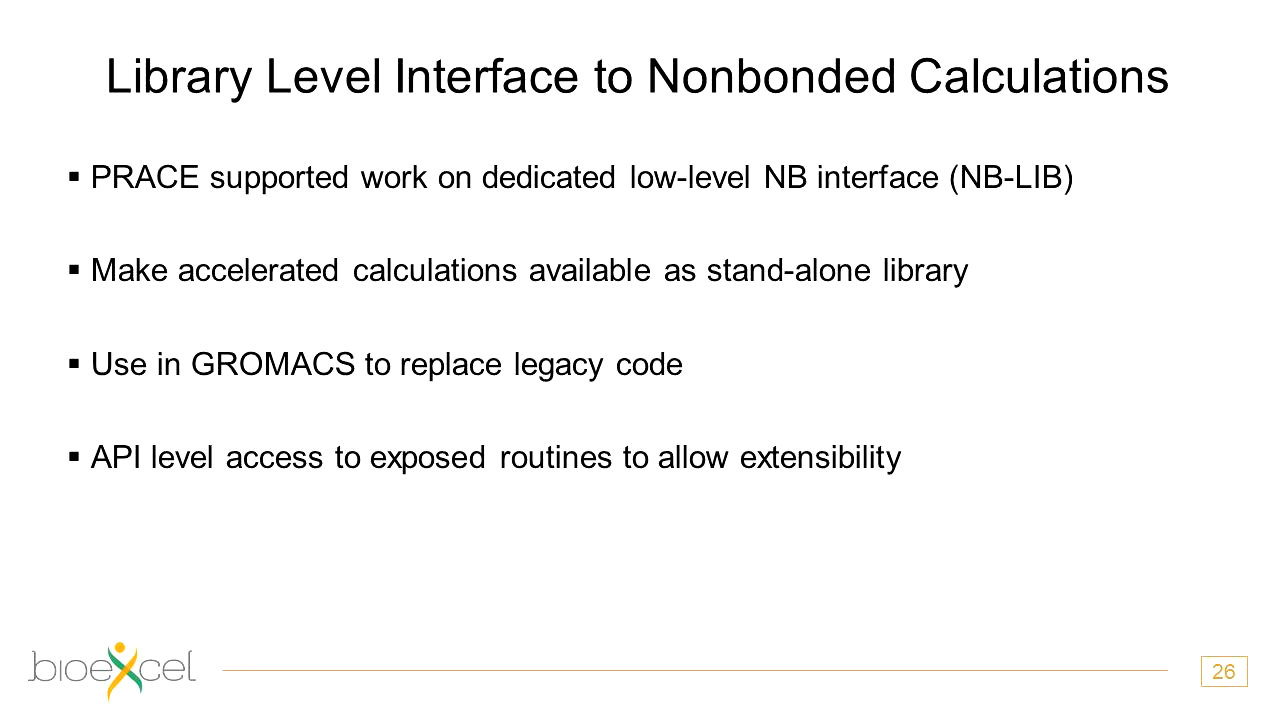 Library Level Interface to Nonbonded Calculations
▪ PRACE supported work on dedicated low-level NB interface (NB-LIB)
▪ Make accelerated calculations available as stand-alone library
▪ Use in GROMACS to replace legacy code
▪ API level access to exposed routines to allow extensibility
bioexcel
26